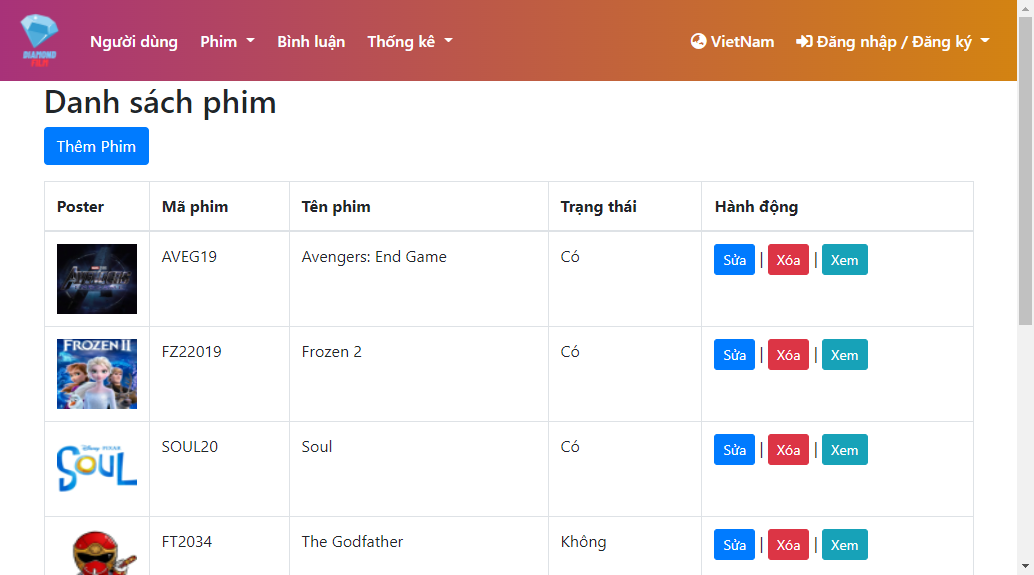 DIAMOND
FILM
Người dùng Phim Bình luận Thống kê VietNam Đăng nhập / Đăng ký
Danh sách phim
Thêm Phim
Poster Mã phim Tên phim Trạng thái Hành động
AVEG19 Avengers: End Game Có Sửa | Xóa | Xem
FROZEN II
FZ22019 Frozen 2 Có Sửa | Xóa | Xem
SOUL20 Soul Có Sửa | Xóa | Xem
Disney PIXAR
SOUL
FT2034 The Godfather Không Sửa | Xóa | Xem